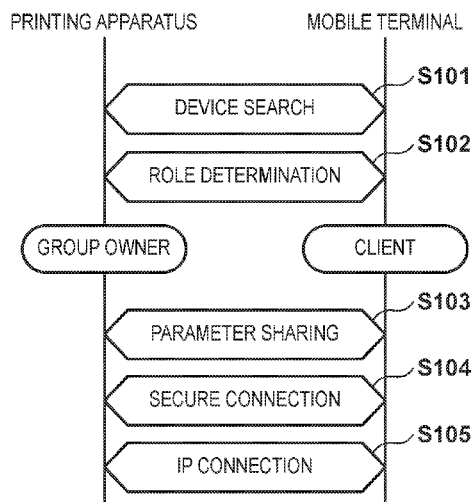 PRINTING APPARATUS MOBILE TERMINAL
S101
DEVICE SEARCH
S102
ROLE DETERMINATION
GROUP OWNER CLIENT
S103
PARAMETER SHARING
S104
SECURE CONNECTION
S105
IP CONNECTION